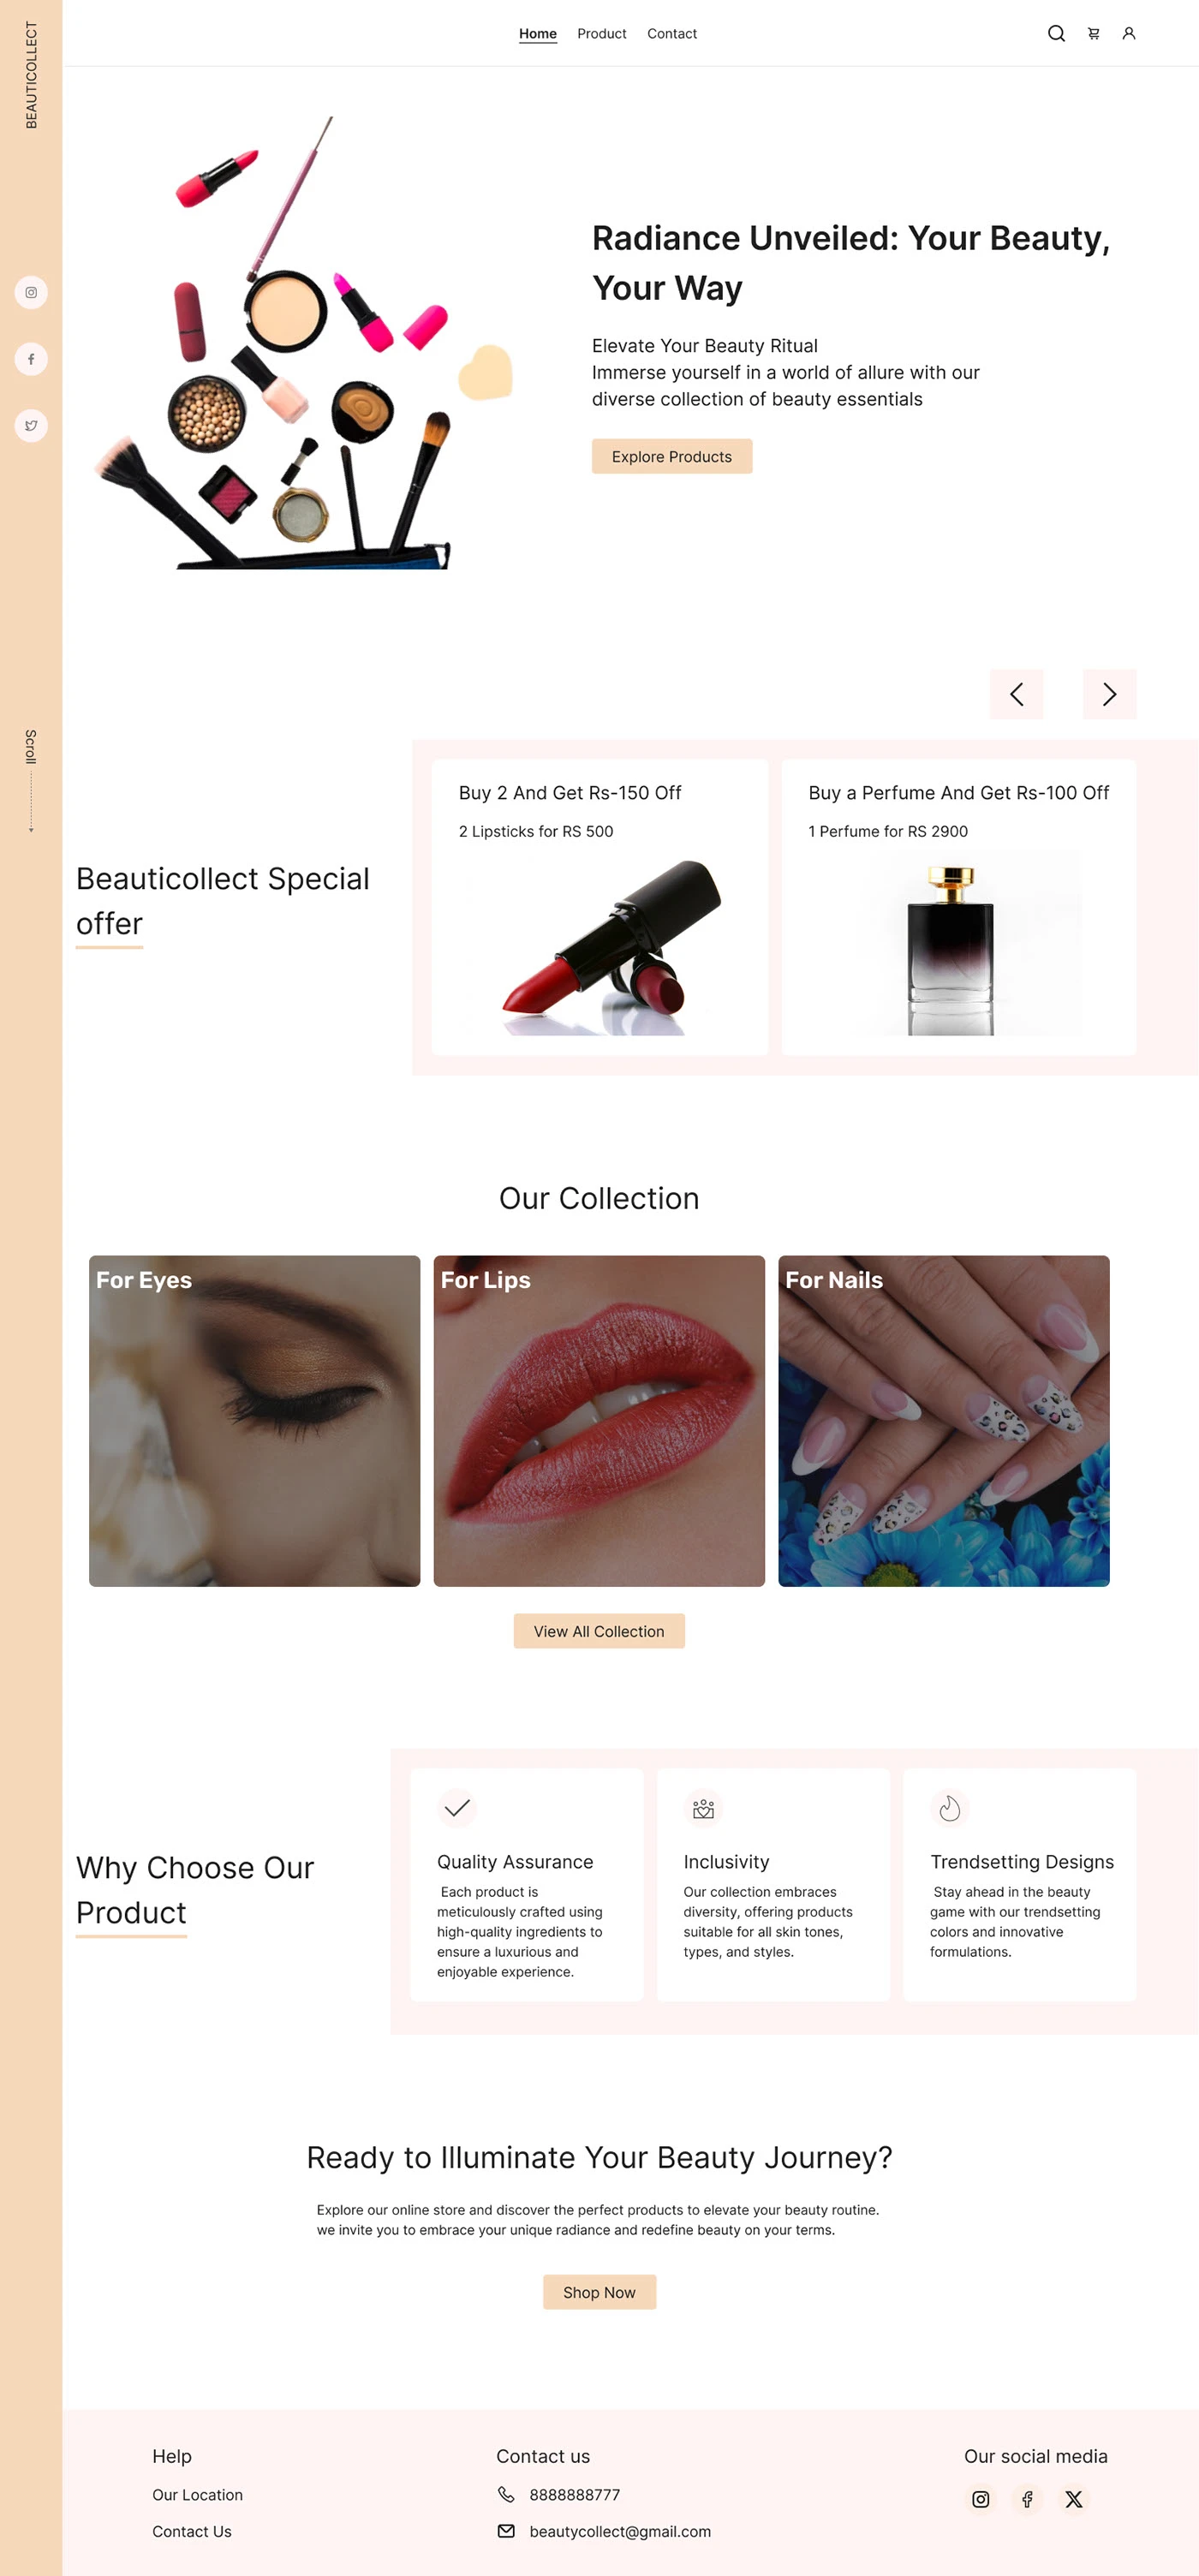 BEAUTICOLLECT
Home Product Contact
Radiance Unveiled: Your Beauty,
Your Way
Elevate Your Beauty Ritual
Immerse yourself in a world of allure with our
diverse collection of beauty essentials
Explore Products
Scroll
Beauticollect Special
offer
Buy 2 And Get Rs-150 Off
2 Lipsticks for RS 500
Buy a Perfume And Get Rs-100 Off
1 Perfume for RS 2900
Our Collection
For Eyes
For Lips
For Nails
View All Collection
Why Choose Our
Product
Quality Assurance
Each product is
meticulously crafted using
high-quality ingredients to
ensure a luxurious and
enjoyable experience.
Inclusivity
Our collection embraces
diversity, offering products
suitable for all skin tones,
types, and styles.
Trendsetting Designs
Stay ahead in the beauty
game with our trendsetting
colors and innovative
formulations.
Ready to Illuminate Your Beauty Journey?
Explore our online store and discover the perfect products to elevate your beauty routine.
we invite you to embrace your unique radiance and redefine beauty on your terms.
Shop Now
Help
Our Location
Contact Us
Contact us
8888888777
beautycollect@gmail.com
Our social media